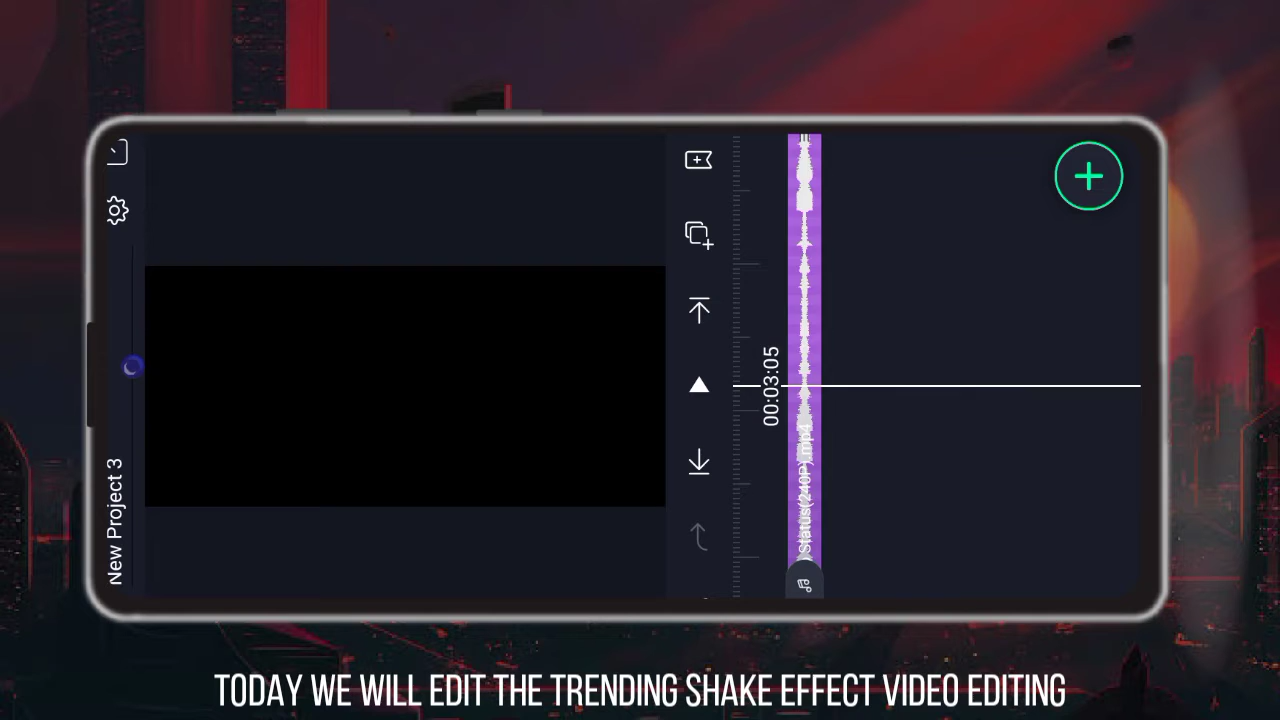 New Project 3
00:03:05
Status(240P).mp4
TODAY WE WILL EDIT THE TRENDING SHAKE EFFECT VIDEO EDITING